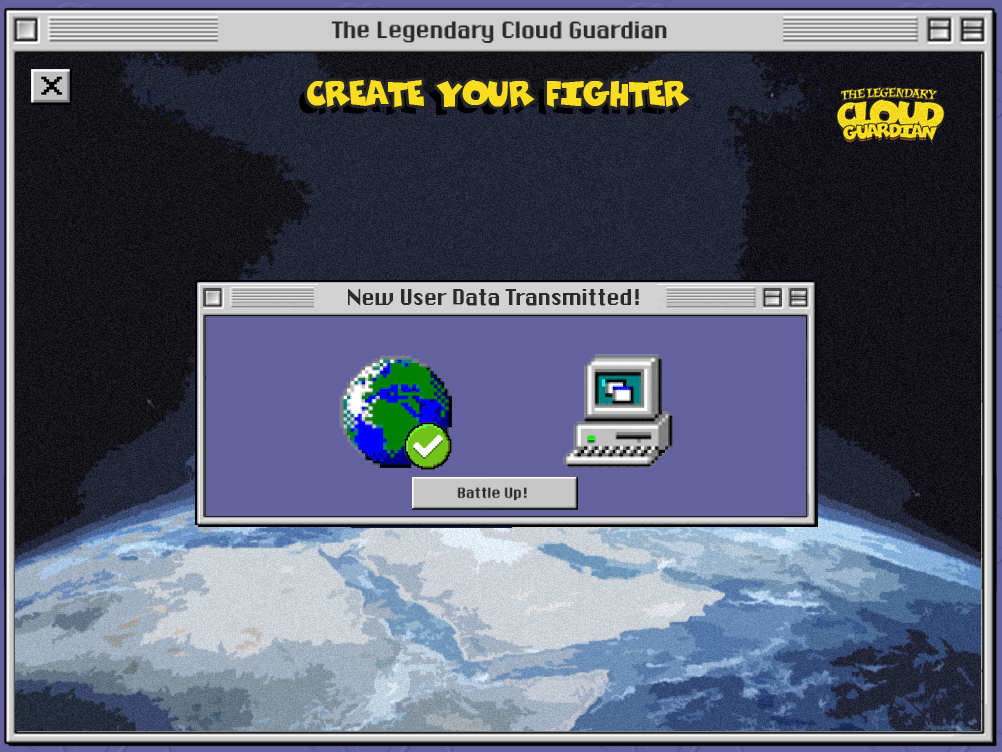 The Legendary Cloud Guardian
CREATE YOUR FIGHTER
THE LEGENDARY
CLOUD
GUARDIAN
New User Data Transmitted!
Battle Up!